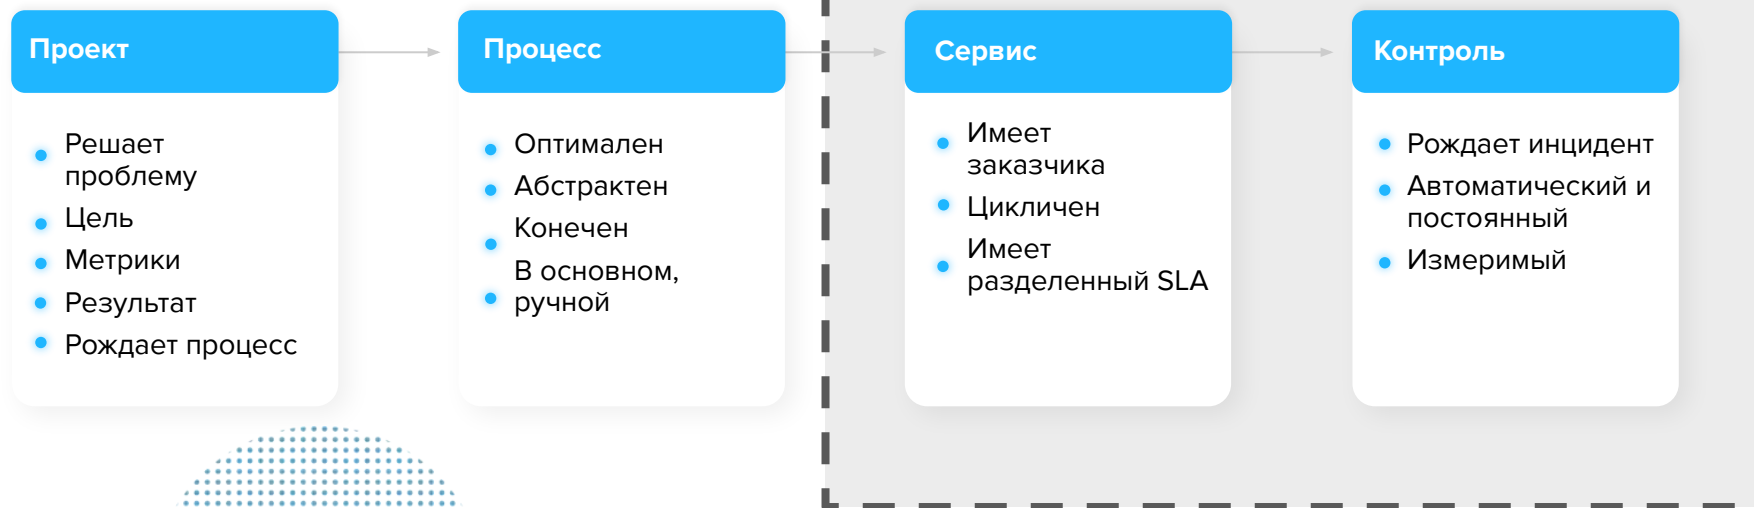 Проект
Решает
проблему
Цель
Метрики
Результат
Рождает процесс
Процесс
Оптимален
Абстрактен
Конечен
В основном,
ручной
Сервис
Имеет
заказчика
Цикличен
Имеет
разделенный SLA
Контроль
Рождает инцидент
Автоматический и
постоянный
Измеримый